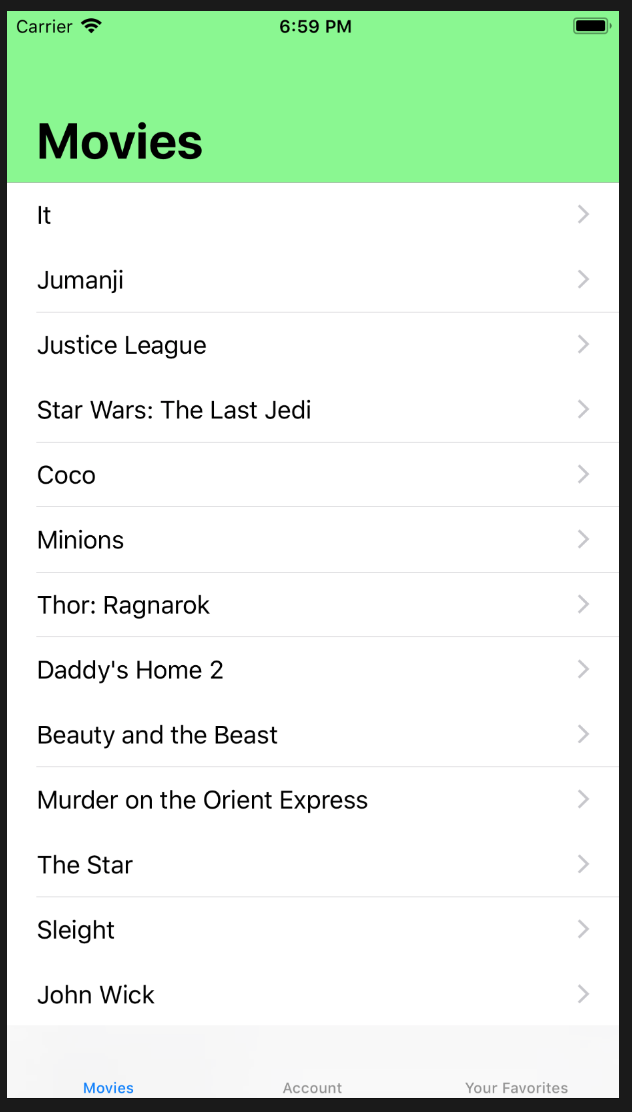 Carrier 6:59 PM
Movies
It
Jumanji
Justice League
Star Wars: The Last Jedi
Coco
Minions
Thor: Ragnarok
Daddy's Home 2
Beauty and the Beast
Murder on the Orient Express
The Star
Sleight
John Wick
Movies Account Your Favorites